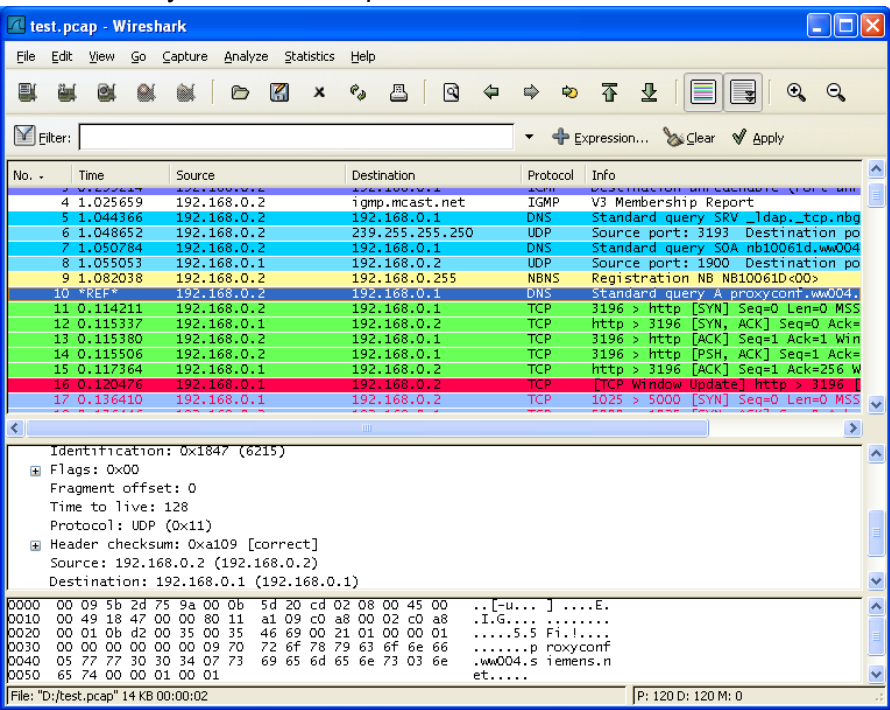 test.pcap - Wireshark
File Edit View Go Capture Analyze Statistics Help
Filter: Expression... Clear Apply
No. Time Source Destination Protocol Info
4 1.025659 192.168.0.2 igmp.mcast.net IGMP V3 Membership Report
5 1.044366 192.168.0.2 192.168.0.1 DNS Standard query SRV _ldap._tcp.nbg
6 1.048652 192.168.0.2 239.255.255.250 UDP Source port: 3193 Destination po
7 1.050784 192.168.0.2 192.168.0.1 DNS Standard query SOA nb10061d.ww004
8 1.055053 192.168.0.1 192.168.0.2 UDP Source port: 1900 Destination po
9 1.082038 192.168.0.2 192.168.0.255 NBNS Registration NB NB10061D<00>
10 *REF* 192.168.0.2 192.168.0.1 DNS Standard query A proxyconf.ww004.
11 0.114211 192.168.0.2 192.168.0.1 TCP 3196 > http [SYN] Seq=0 Len=0 MSS
12 0.115337 192.168.0.1 192.168.0.2 TCP http > 3196 [SYN, ACK] Seq=0 Ack=
13 0.115380 192.168.0.2 192.168.0.1 TCP 3196 > http [ACK] Seq=1 Ack=1 Win
14 0.115506 192.168.0.2 192.168.0.1 TCP 3196 > http [PSH, ACK] Seq=1 Ack=
15 0.117364 192.168.0.1 192.168.0.2 TCP http > 3196 [ACK] Seq=1 Ack=256 W
16 0.120476 192.168.0.1 192.168.0.2 TCP [TCP Window Update] http > 3196 [
17 0.136410 192.168.0.1 192.168.0.2 TCP 1025 > 5000 [SYN] Seq=0 Len=0 MSS
Identification: 0x1847 (6215)
Flags: 0x00
Fragment offset: 0
Time to live: 128
Protocol: UDP (0x11)
Header checksum: 0xa109 [correct]
Source: 192.168.0.2 (192.168.0.2)
Destination: 192.168.0.1 (192.168.0.1)
0000 00 09 5b 2d 75 9a 00 0b 5d 20 cd 02 08 00 45 00 ..[-u... ] ....E.
0010 00 49 18 47 00 00 80 11 a1 09 c0 a8 00 02 c0 a8 .I.G.... ........
0020 00 01 0b d2 00 35 00 35 46 69 00 21 01 00 00 01 .....5.5 Fi.!....
0030 00 00 00 00 00 00 09 70 72 6f 78 79 63 6f 6e 66 .......p roxyconf
0040 05 77 77 30 30 34 07 73 69 65 6d 65 6e 73 03 6e .ww004.s iemens.n
0050 65 74 00 00 01 00 01 et.....
File: "D:/test.pcap" 14 KB 00:00:02 P: 120 D: 120 M: 0